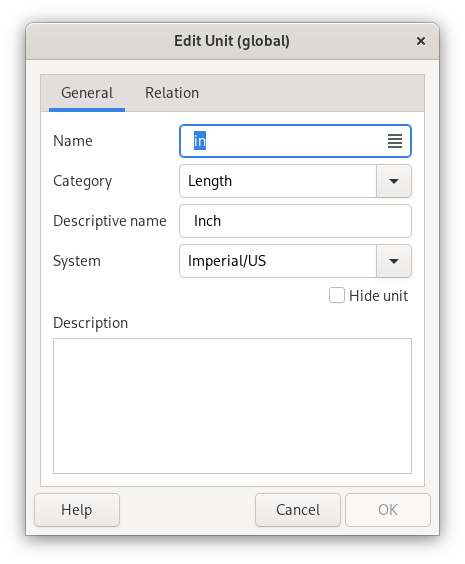 Edit Unit (global)
General Relation
Name in
Category Length
Descriptive name Inch
System Imperial/US
Hide unit
Description
Help Cancel OK